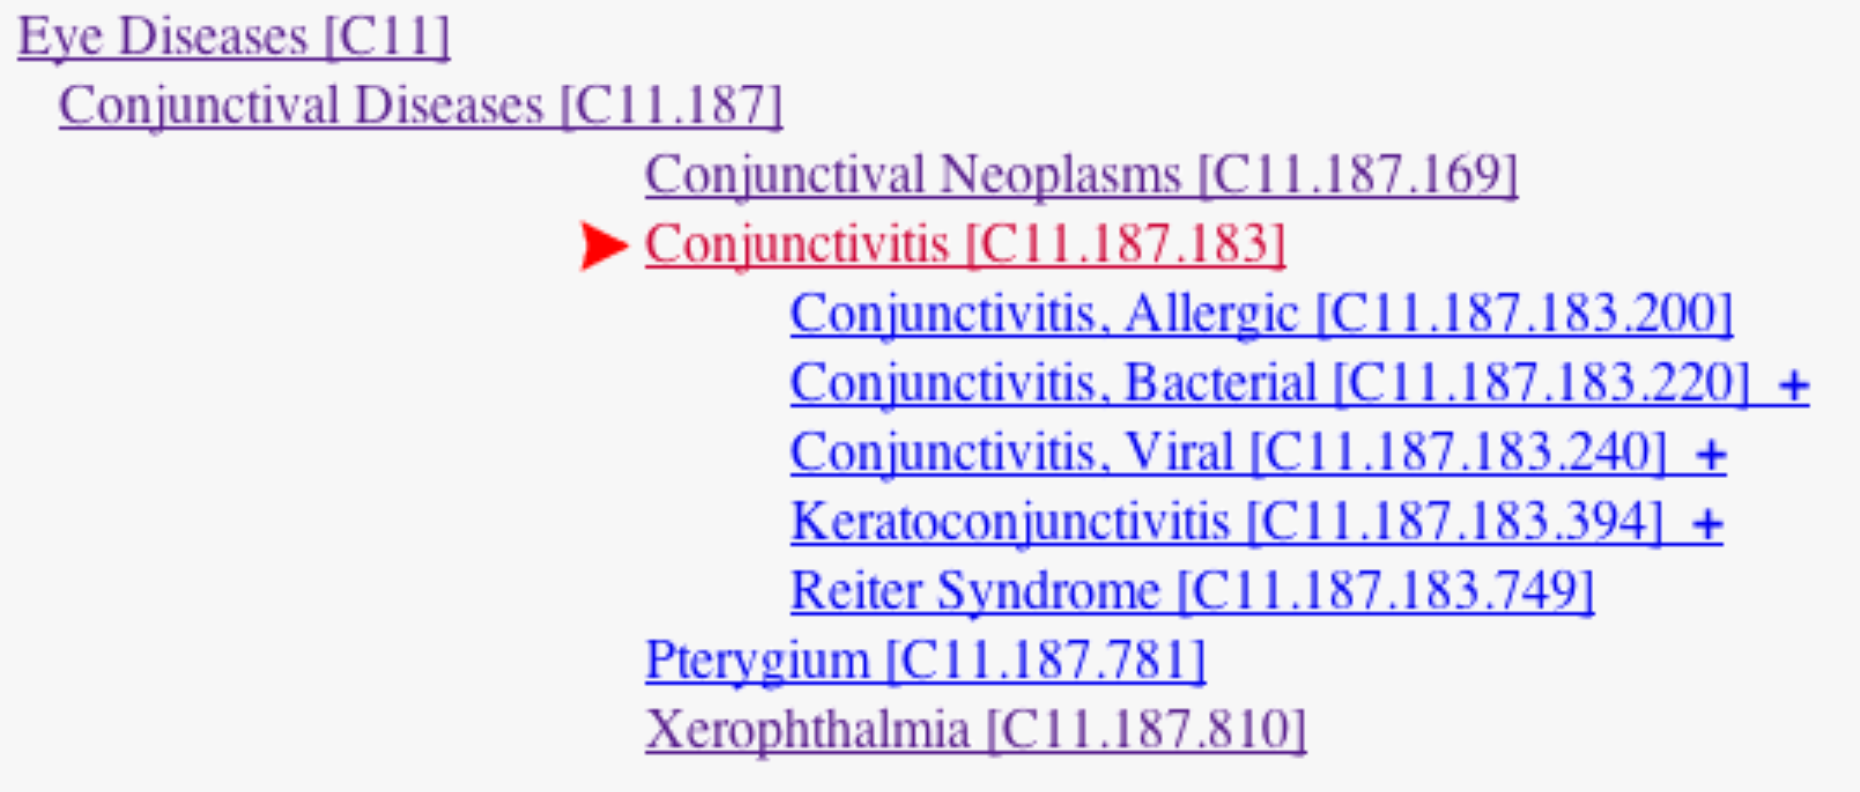 Eye Diseases [C11]
Conjunctival Diseases [C11.187]
Conjunctival Neoplasms [C11.187.169]
Conjunctivitis [C11.187.183]
Conjunctivitis, Allergic [C11.187.183.200]
Conjunctivitis, Bacterial [C11.187.183.220] +
Conjunctivitis, Viral [C11.187.183.240] +
Keratoconjunctivitis [C11.187.183.394] +
Reiter Syndrome [C11.187.183.749]
Pterygium [C11.187.781]
Xerophthalmia [C11.187.810]